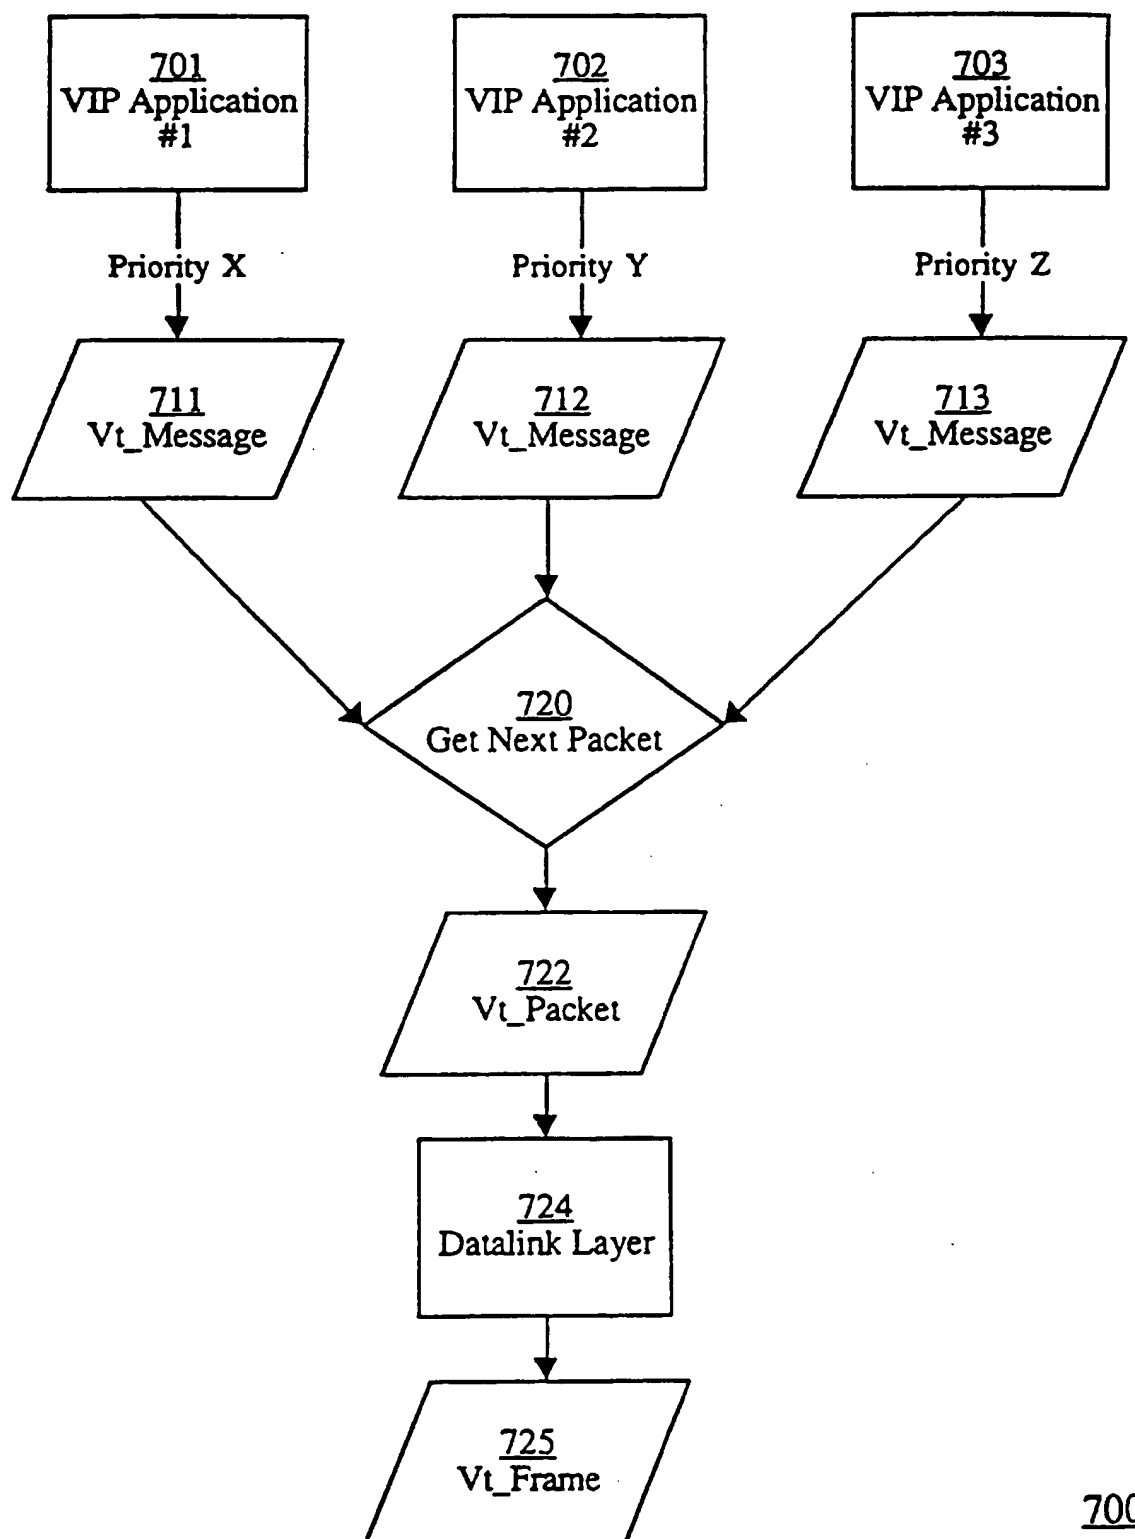 701
VIP Application
#1
702
VIP Application
#2
703
VIP Application
#3
Priority X
Priority Y
Priority Z
711
Vt_Message
712
Vt_Message
713
Vt_Message
720
Get Next Packet
722
Vt_Packet
724
Datalink Layer
725
Vt_Frame
700